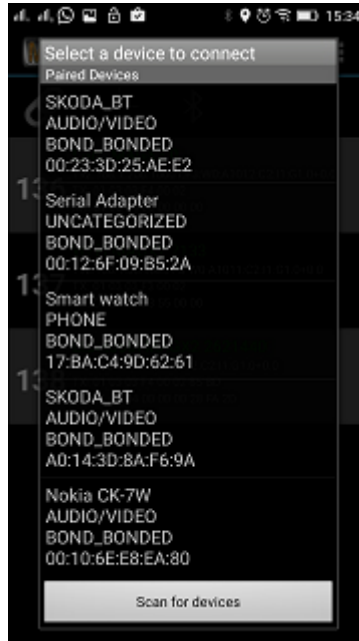 15:34
Select a device to connect
Paired Devices
SKODA_BT
AUDIO/VIDEO
BOND_BONDED
00:23:3D:25:AE:E2
Serial Adapter
UNCATEGORIZED
BOND_BONDED
00:12:6F:09:B5:2A
Smart watch
PHONE
BOND_BONDED
17:BA:C4:9D:62:61
SKODA_BT
AUDIO/VIDEO
BOND_BONDED
A0:14:3D:8A:F6:9A
Nokia CK-7W
AUDIO/VIDEO
BOND_BONDED
00:10:6E:E8:EA:80
Scan for devices